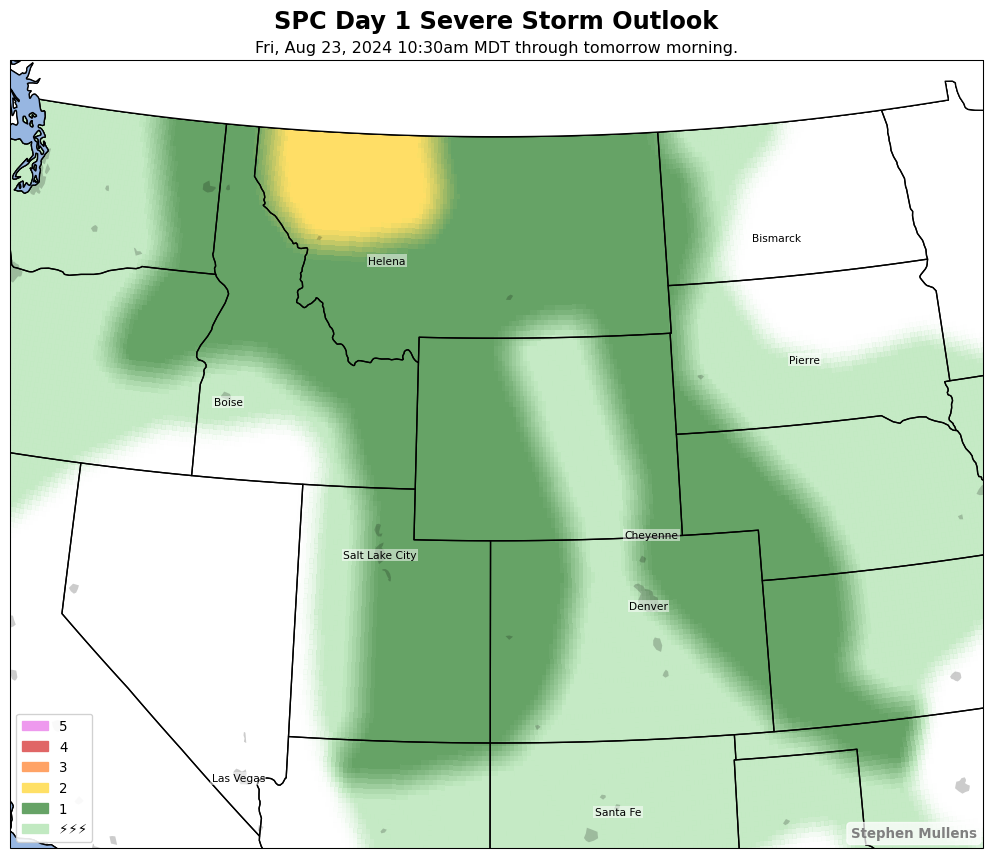 SPC Day 1 Severe Storm Outlook
Fri, Aug 23, 2024 10:30am MDT through tomorrow morning.
Bismarck
Helena
Pierre
Boise
Cheyenne
Salt Lake City
Denver
Las Vegas
Santa Fe
5
4
3
2
1
⚡⚡⚡
Stephen Mullens